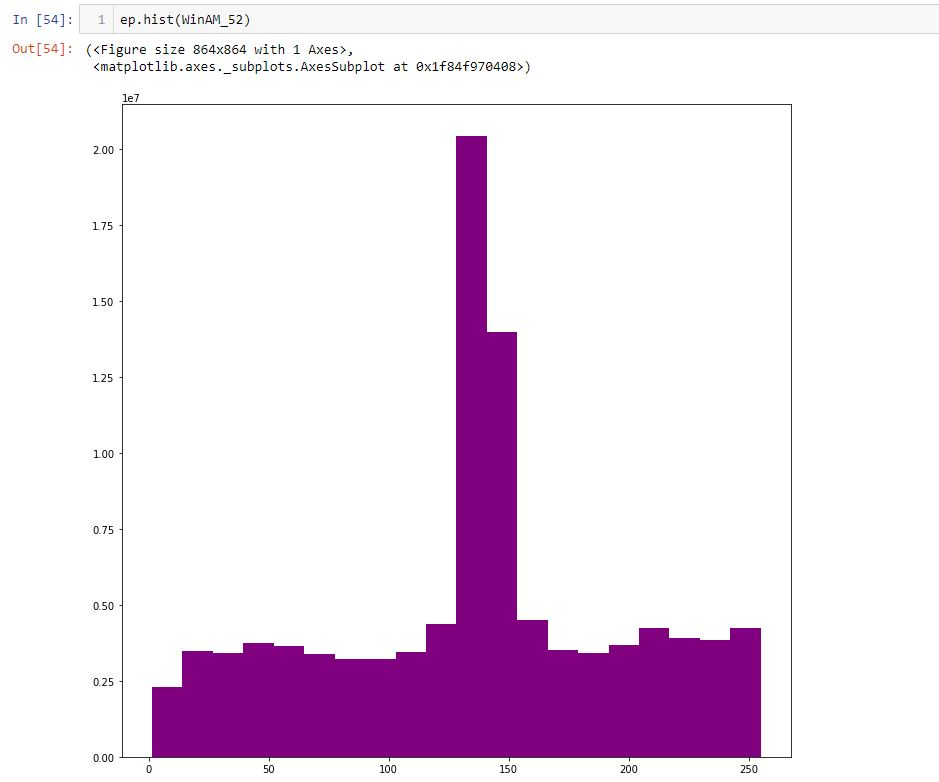 In [54]: 1 ep.hist(WinAM_52)
Out[54]: (<Figure size 864x864 with 1 Axes>,
<matplotlib.axes._subplots.AxesSubplot at 0x1f84f970408>)
1e7
2.00
1.75
1.50
1.25
1.00
0.75
0.50
0.25
0.00
0 50 100 150 200 250